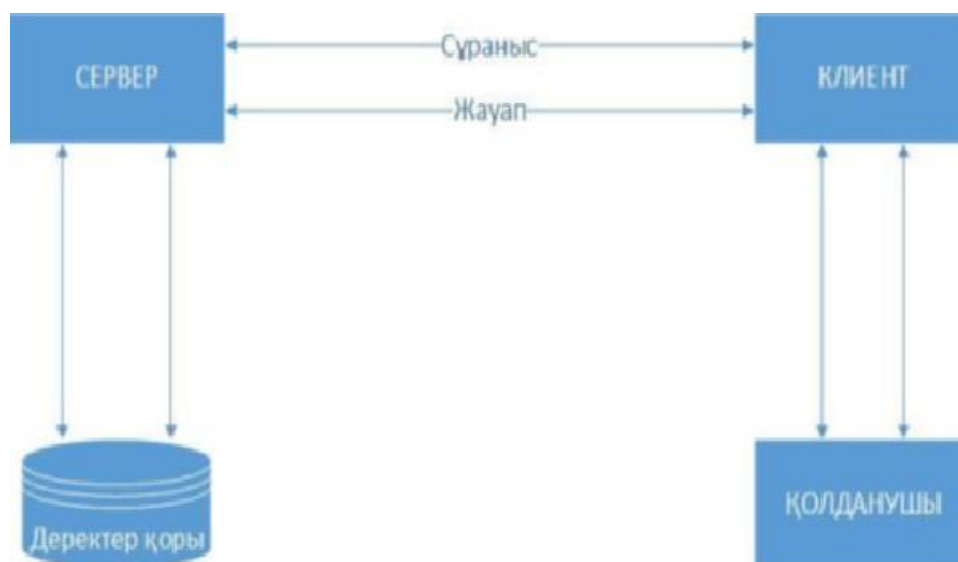 СЕРВЕР
Сұраныс
КЛИЕНТ
Жауап
Деректер қоры
ҚОЛДАНУШЫ